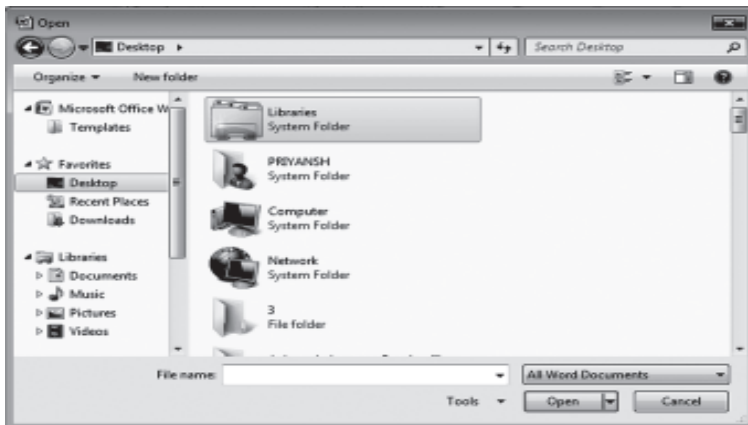 Open
Desktop
Search Desktop
Organize
New folder
Microsoft Office W
Templates
Favorites
Desktop
Recent Places
Downloads
Libraries
Documents
Music
Pictures
Videos
Libraries
System Folder
PRIYANSH
System Folder
Computer
System Folder
Network
System Folder
3
File folder
File name:
All Word Documents
Tools
Open
Cancel